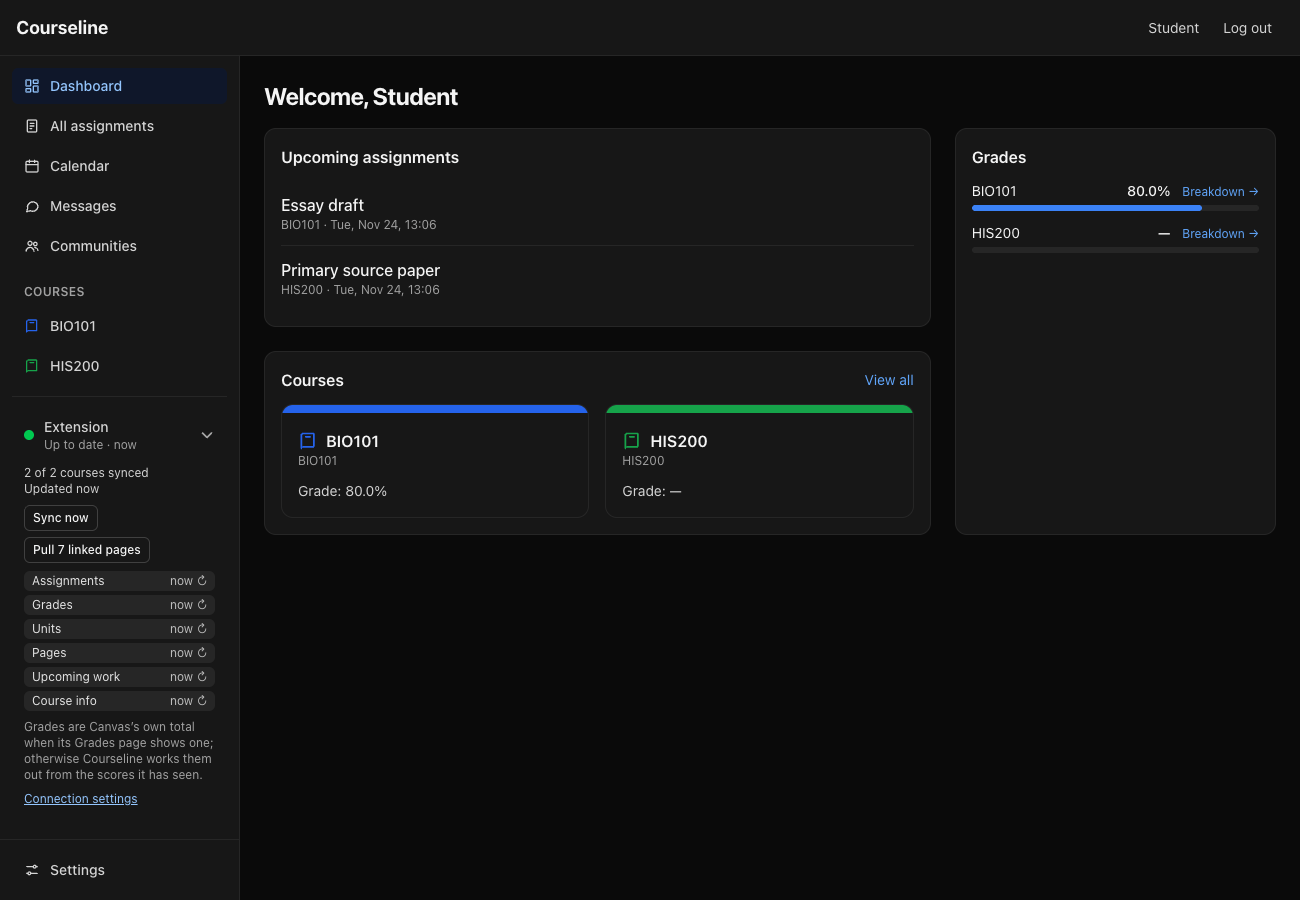 Courseline
Student
Log out
Dashboard
All assignments
Calendar
Messages
Communities
COURSES
BIO101
HIS200
Extension
Up to date · now
2 of 2 courses synced
Updated now
Sync now
Pull 7 linked pages
Assignments now
Grades now
Units now
Pages now
Upcoming work now
Course info now
Grades are Canvas's own total
when its Grades page shows one;
otherwise Courseline works them
out from the scores it has seen.
Connection settings
Settings
Welcome, Student
Upcoming assignments
Essay draft
BIO101 · Tue, Nov 24, 13:06
Primary source paper
HIS200 · Tue, Nov 24, 13:06
Courses
View all
BIO101
BIO101
Grade: 80.0%
HIS200
HIS200
Grade: —
Grades
BIO101 80.0% Breakdown →
HIS200 — Breakdown →